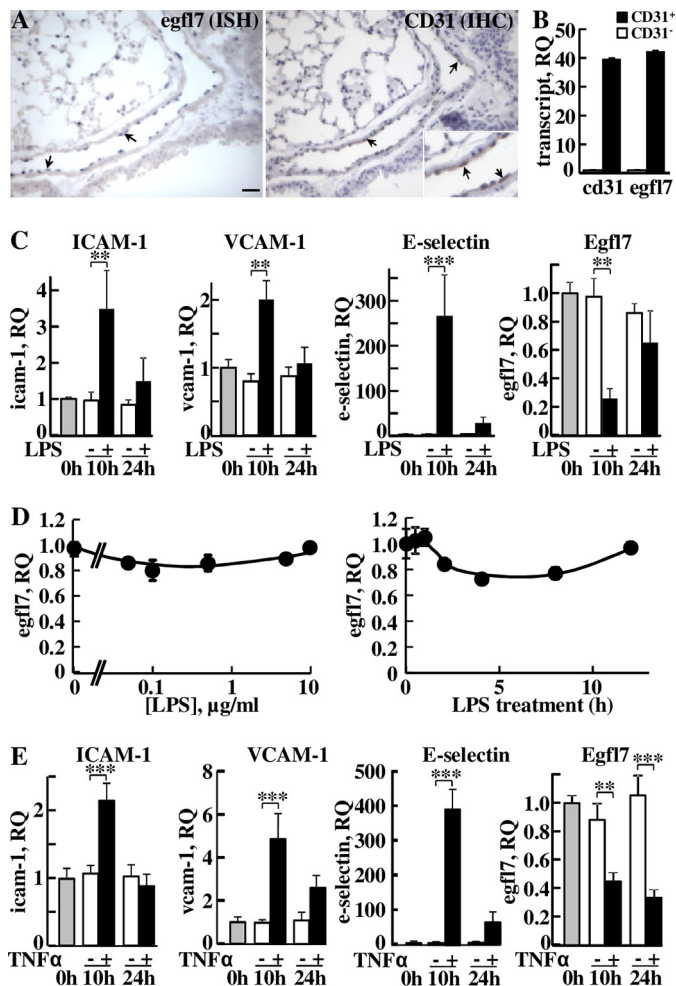 A egfl7 (ISH) CD31 (IHC)
B CD31+ CD31-
transcript, RQ
50 40 30 20 10 0
cd31 egfl7
C ICAM-1 VCAM-1 E-selectin Egfl7
** ** *** **
icam-1, RQ
4 3 2 1 0
vcam-1, RQ
2 1 0
e-selectin, RQ
300 200 100 0
egfl7, RQ
1.2 1.0 0.8 0.6 0.4 0.2 0
LPS - + - + LPS - + - + LPS - + - + LPS - + - +
0h 10h 24h 0h 10h 24h 0h 10h 24h 0h 10h 24h
D
egfl7, RQ
1.2 1.0 0.8 0.6 0.4 0.2 0
0 0.1 1 10
[LPS], µg/ml
egfl7, RQ
1.2 1.0 0.8 0.6 0.4 0.2 0
0 5 10
LPS treatment (h)
E ICAM-1 VCAM-1 E-selectin Egfl7
*** *** *** ** ***
icam-1, RQ
2 1 0
vcam-1, RQ
8 6 4 2 0
e-selectin, RQ
500 400 300 200 100 0
egfl7, RQ
1.2 1.0 0.8 0.6 0.4 0.2 0
TNFα - + - + TNFα - + - + TNFα - + - + TNFα - + - +
0h 10h 24h 0h 10h 24h 0h 10h 24h 0h 10h 24h